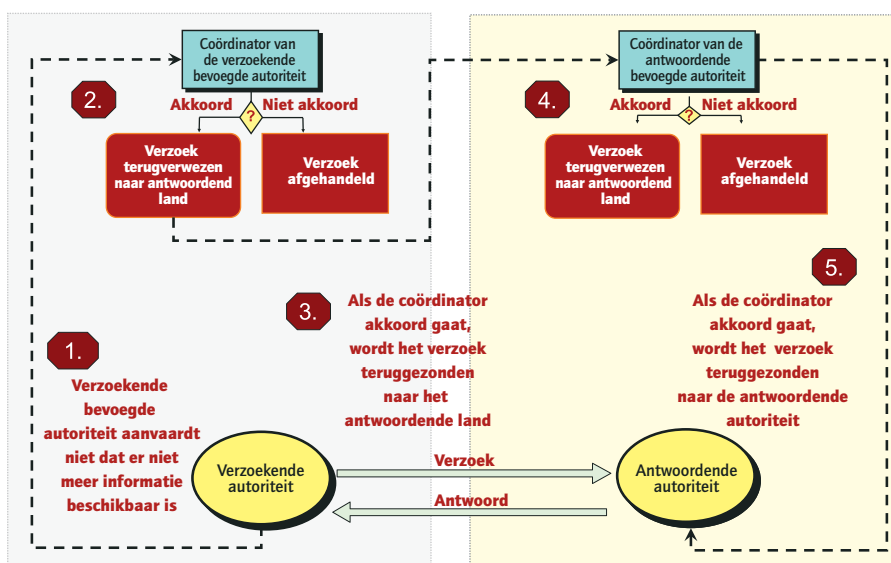 Coördinator van
de verzoekende
bevoegde autoriteit
2.
Akkoord
Niet akkoord
?
Verzoek
terugverwezen
naar antwoordend
land
Verzoek
afgehandeld
Coördinator van de
antwoordende
bevoegde autoriteit
4.
Akkoord
Niet akkoord
?
Verzoek
terugverwezen
naar antwoordend
land
Verzoek
afgehandeld
1.
Verzoekende
bevoegde
autoriteit aanvaardt
niet dat er niet
meer informatie
beschikbaar is
3.
Als de coördinator
akkoord gaat,
wordt het verzoek
teruggezonden
naar het
antwoordende land
5.
Als de coördinator
akkoord gaat,
wordt het verzoek
teruggezonden
naar de antwoordende
autoriteit
Verzoekende
autoriteit
Verzoek
Antwoord
Antwoordende
autoriteit